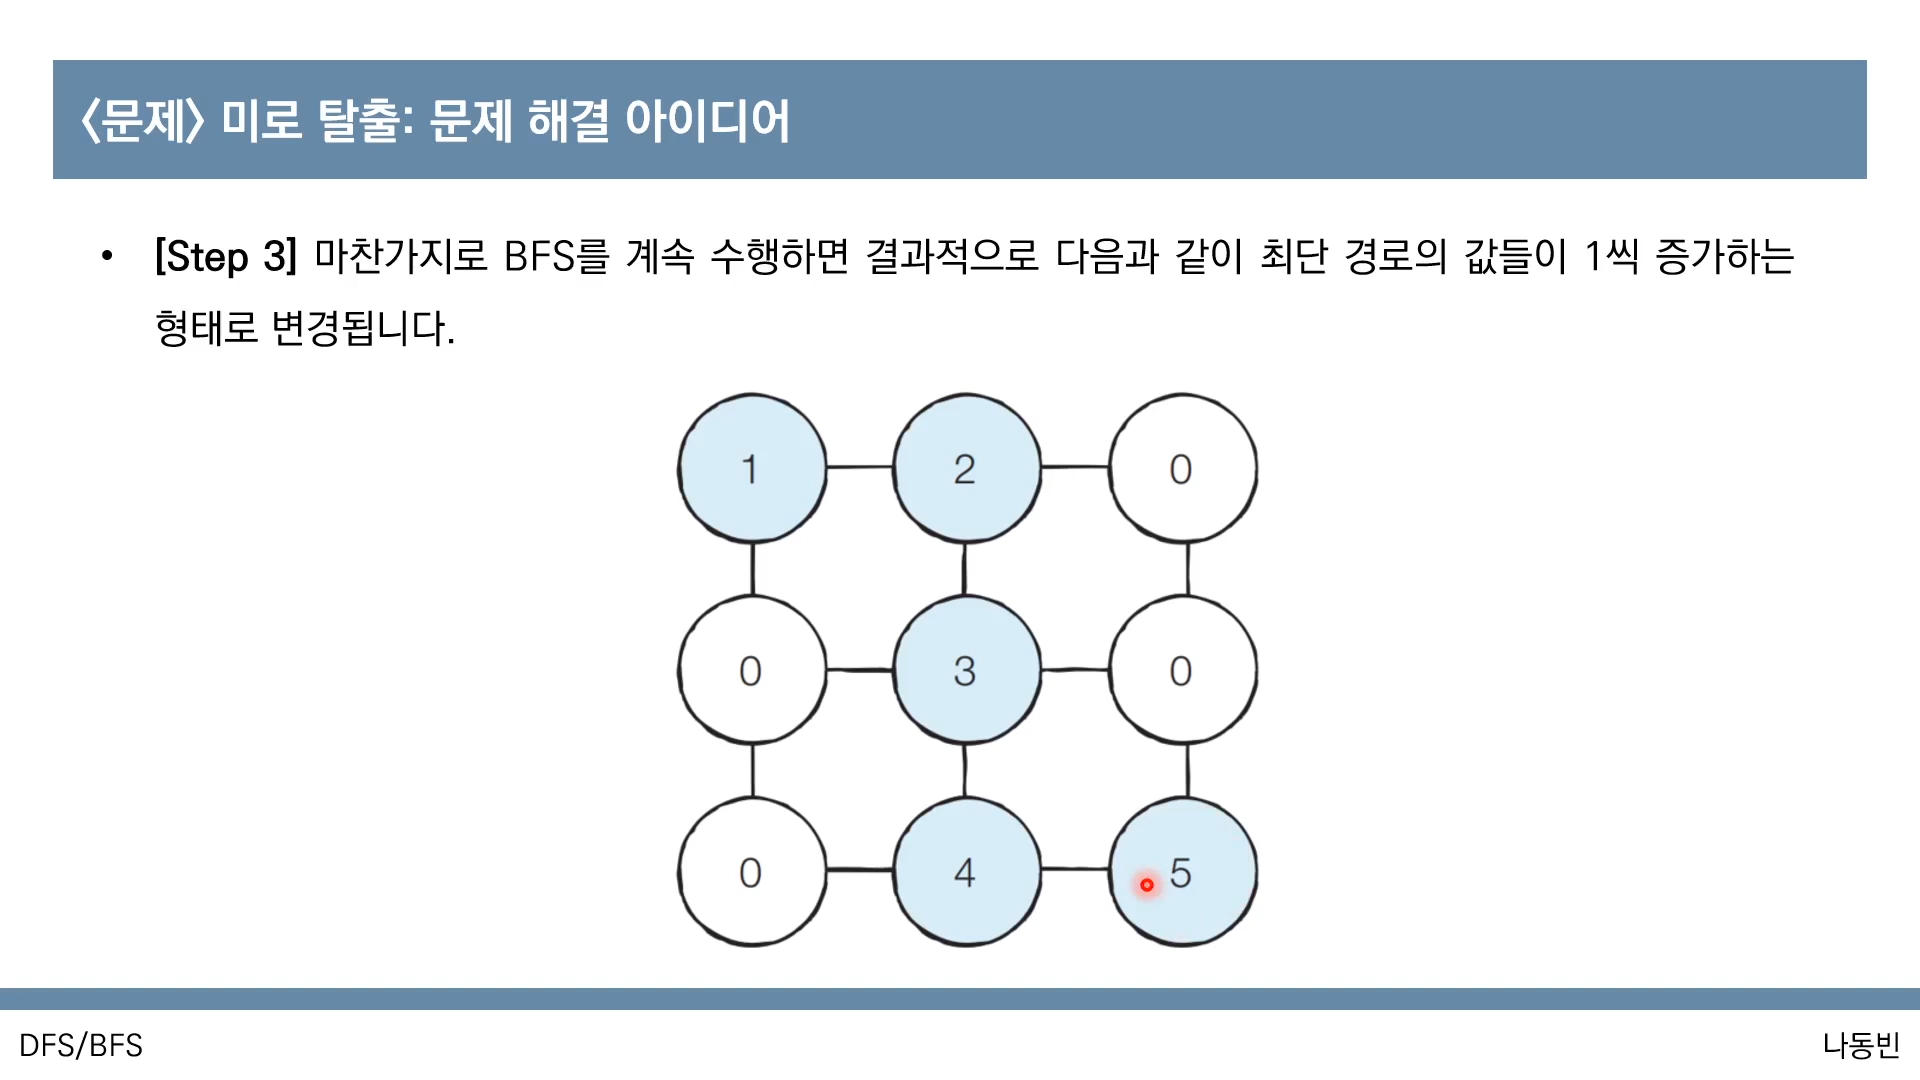 <문제> 미로 탈출: 문제 해결 아이디어
• [Step 3] 마찬가지로 BFS를 계속 수행하면 결과적으로 다음과 같이 최단 경로의 값들이 1씩 증가하는
형태로 변경됩니다.
1 2 0
0 3 0
0 4 5
DFS/BFS
나동빈